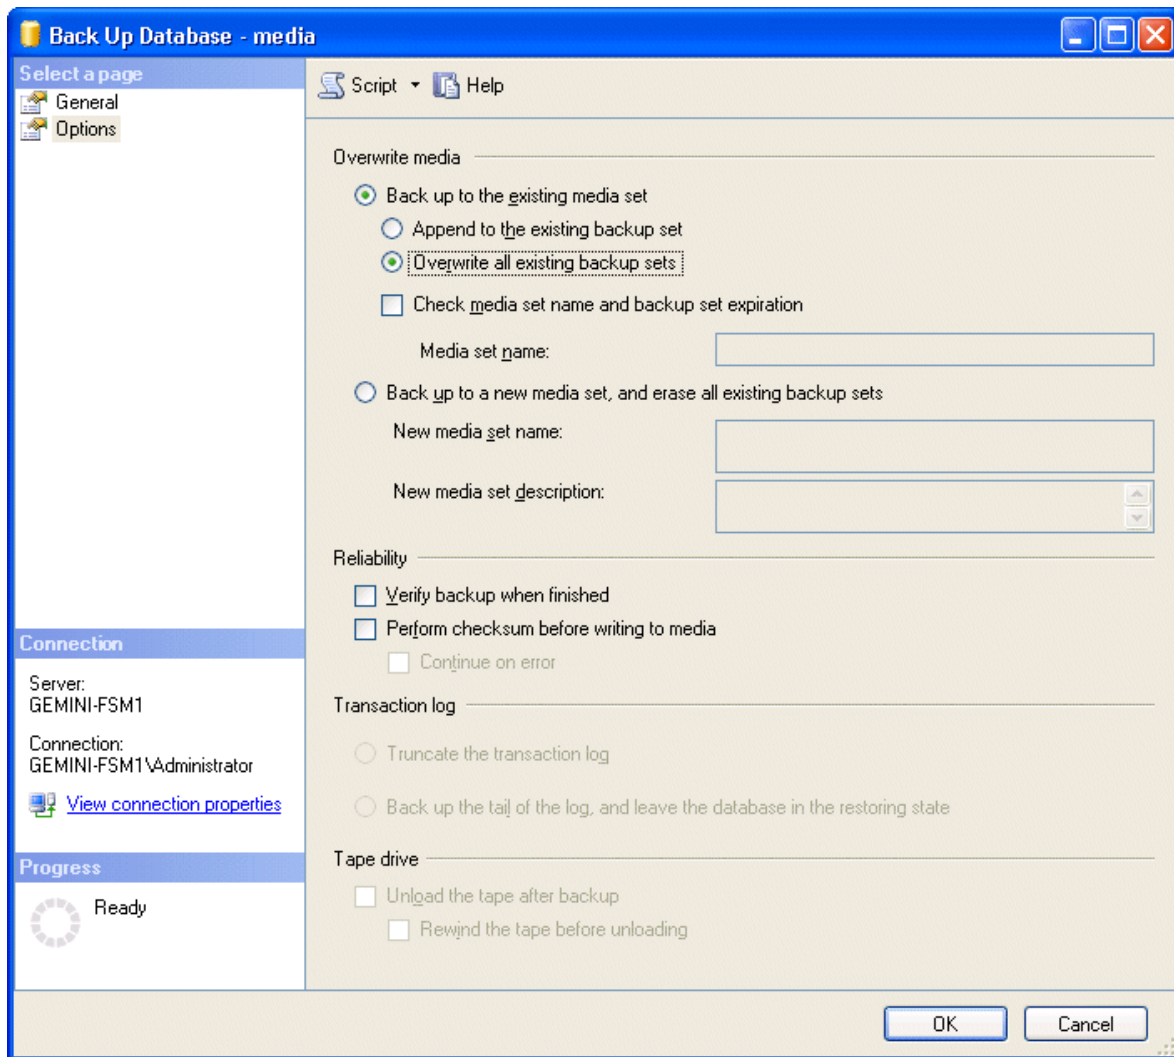 Back Up Database - media
Select a page
General
Options
Script
Help
Overwrite media
Back up to the existing media set
Append to the existing backup set
Overwrite all existing backup sets
Check media set name and backup set expiration
Media set name:
Back up to a new media set, and erase all existing backup sets
New media set name:
New media set description:
Reliability
Verify backup when finished
Perform checksum before writing to media
Continue on error
Transaction log
Truncate the transaction log
Back up the tail of the log, and leave the database in the restoring state
Tape drive
Unload the tape after backup
Rewind the tape before unloading
Connection
Server:
GEMINI-FSM1
Connection:
GEMINI-FSM1\Administrator
View connection properties
Progress
Ready
OK
Cancel